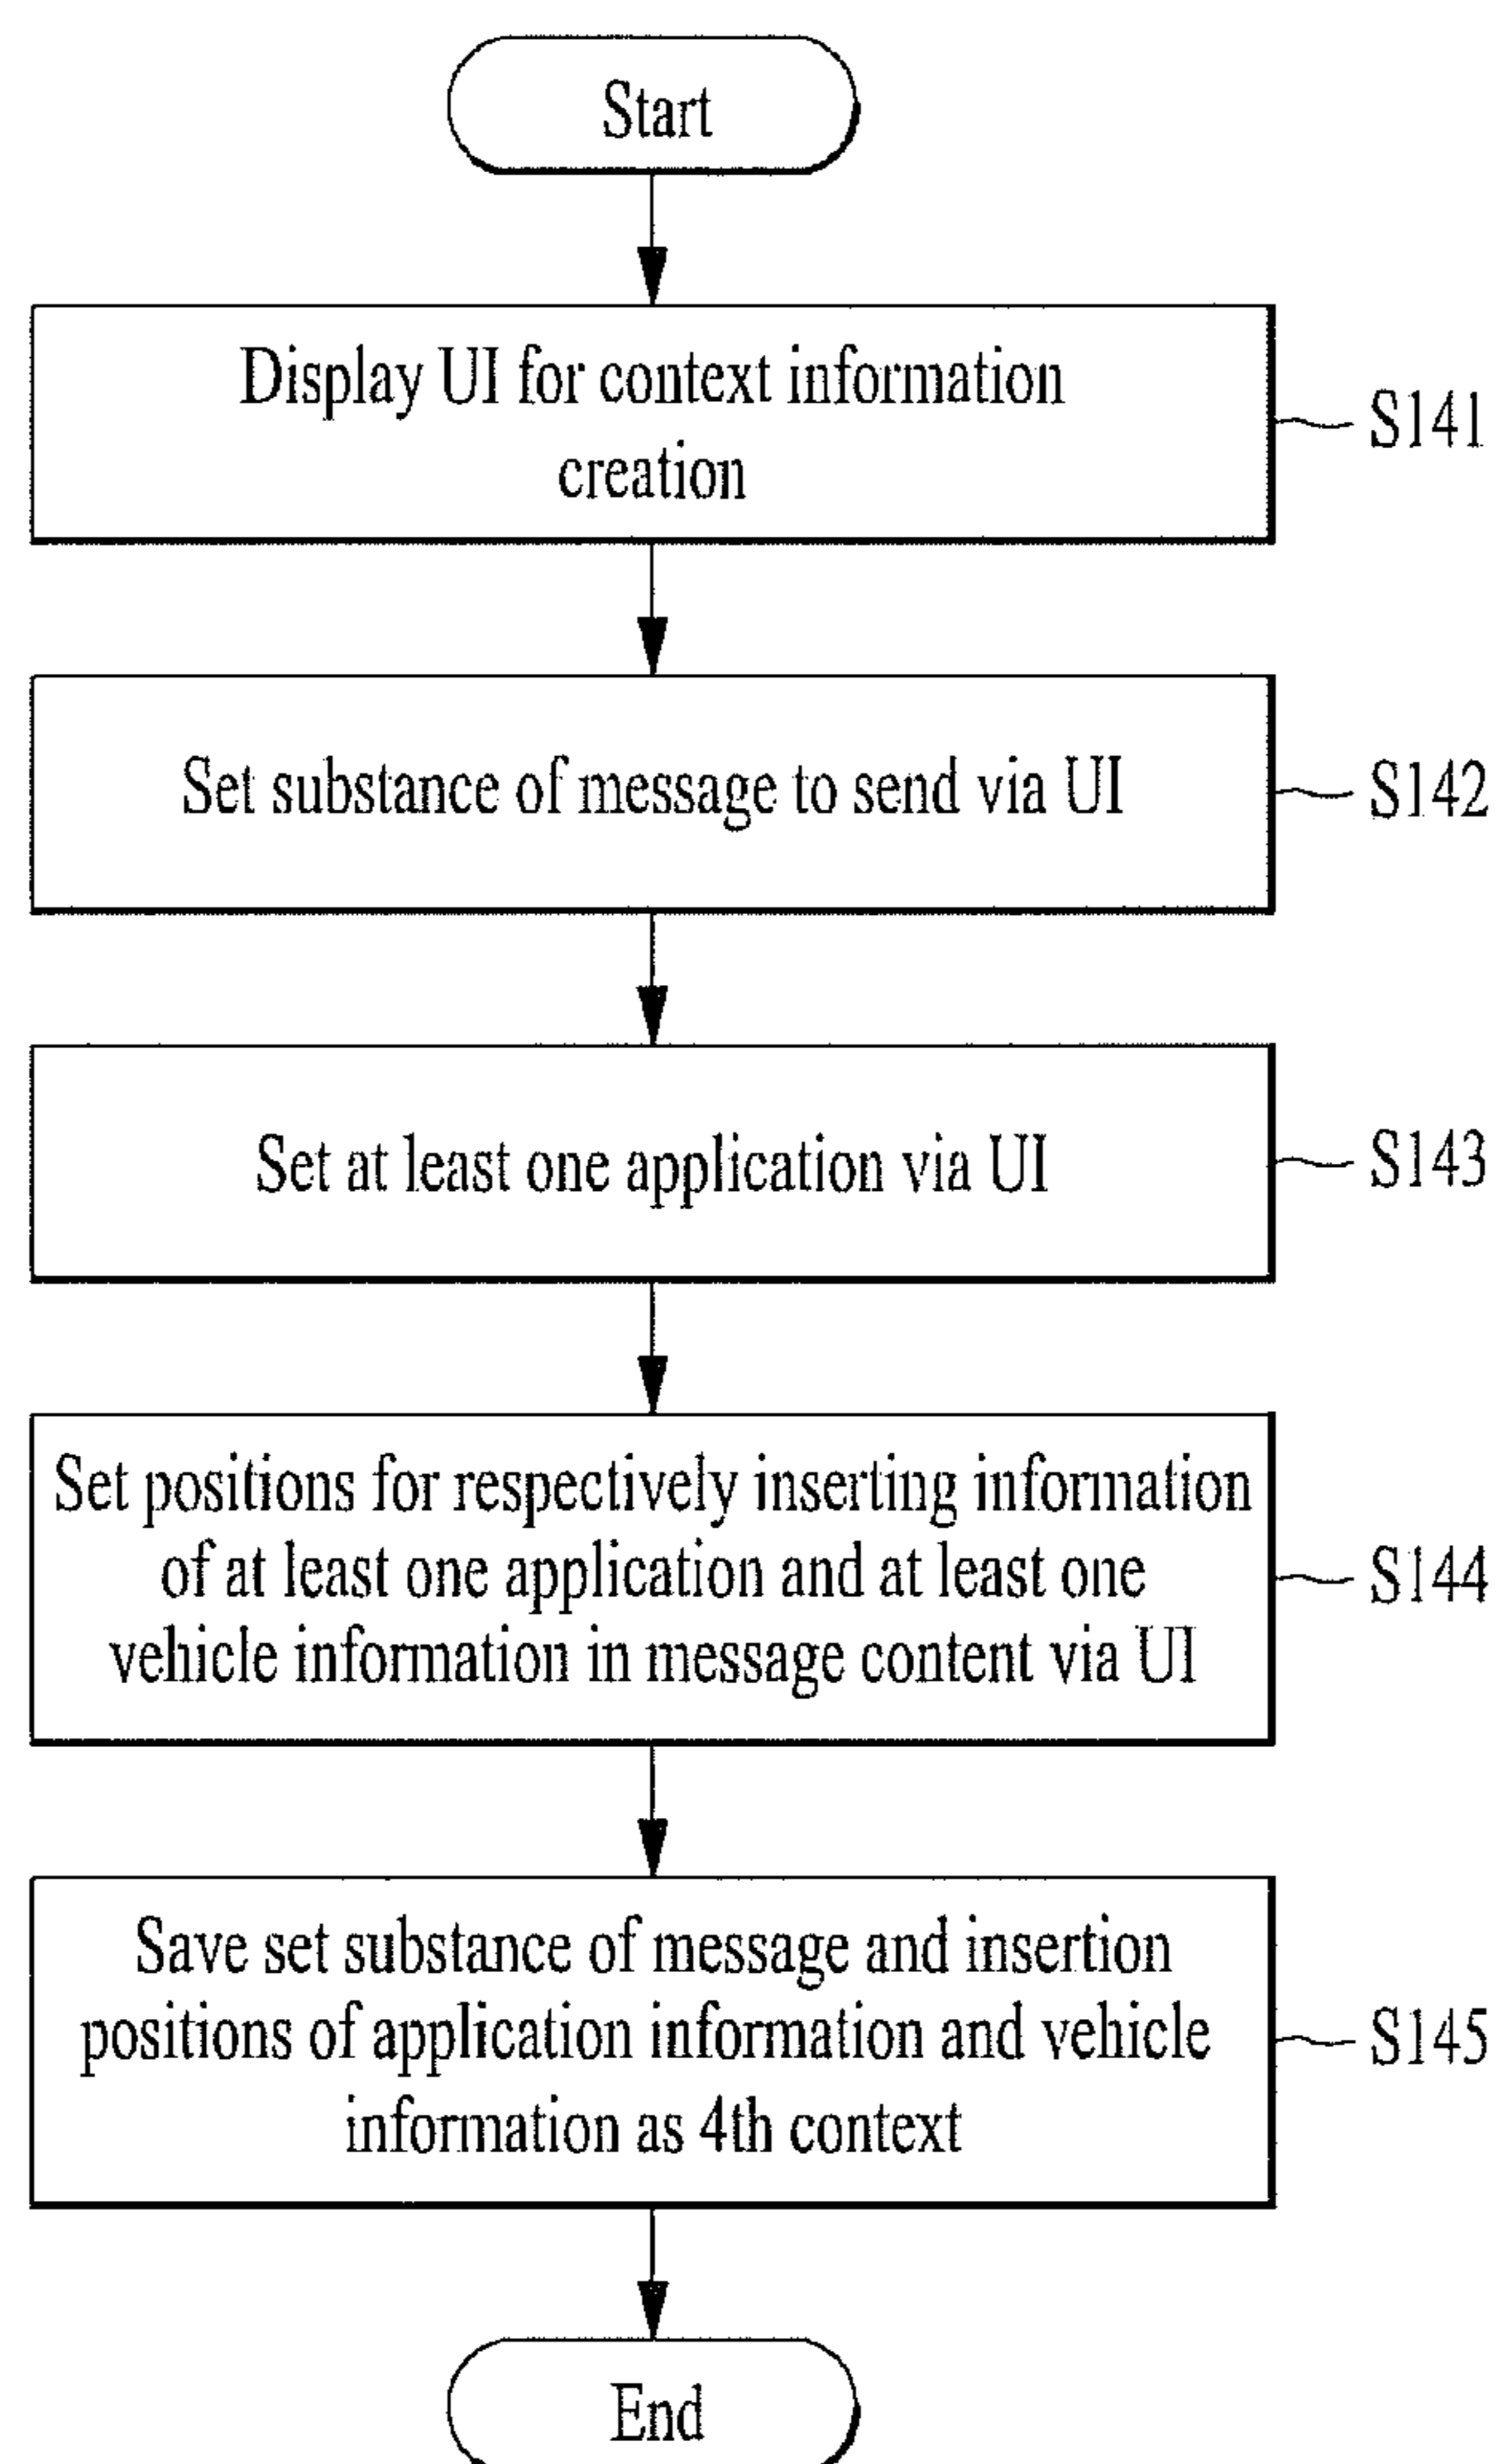 Start
Display UI for context information
creation
S141
Set substance of message to send via UI
S142
Set at least one application via UI
S143
Set positions for respectively inserting information
of at least one application and at least one
vehicle information in message content via UI
S144
Save set substance of message and insertion
positions of application information and vehicle
information as 4th context
S145
End